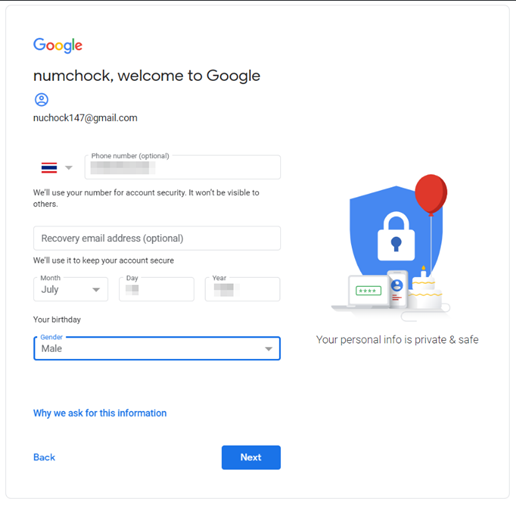 Google
numchock, welcome to Google
nuchock147@gmail.com
Phone number (optional)
We'll use your number for account security. It won't be visible to
others.
Recovery email address (optional)
We'll use it to keep your account secure
Month
Day
Year
July
Your birthday
Gender
Male
Your personal info is private & safe
Why we ask for this information
Back
Next